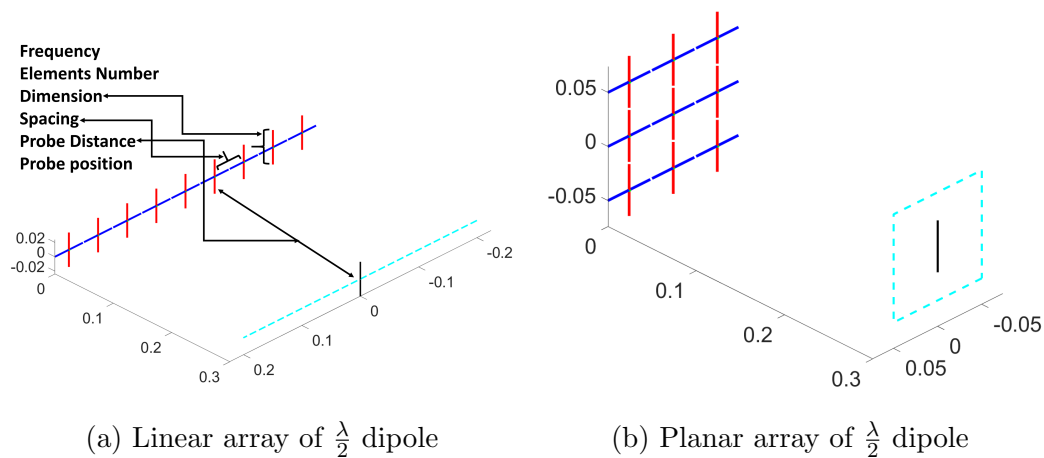 Frequency
Elements Number
Dimension
Spacing
Probe Distance
Probe position
0.02
0
-0.02
0
0.1
0.2
0.3
0.2
0.1
0
-0.1
-0.2
0.05
0
-0.05
0
0.1
0.2
0.3
0.05
0
-0.05
(a) Linear array of λ/2 dipole
(b) Planar array of λ/2 dipole